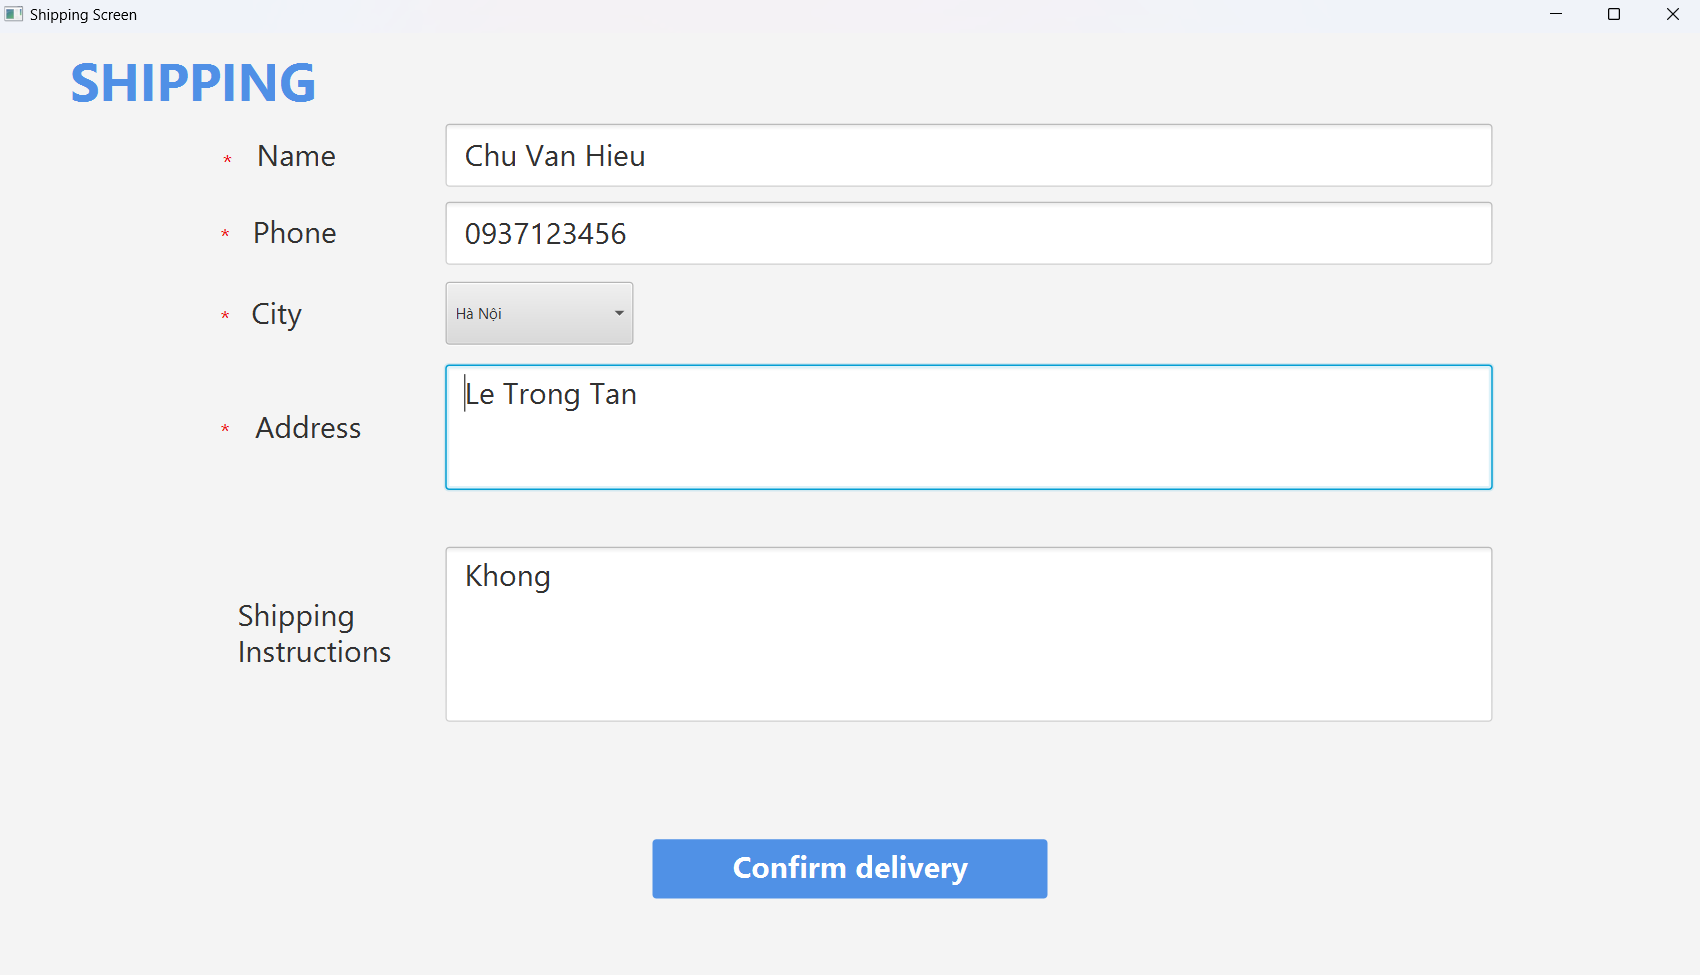 Shipping Screen
SHIPPING
* Name
Chu Van Hieu
* Phone
0937123456
* City
Hà Nội
* Address
Le Trong Tan
Shipping
Instructions
Khong
Confirm delivery